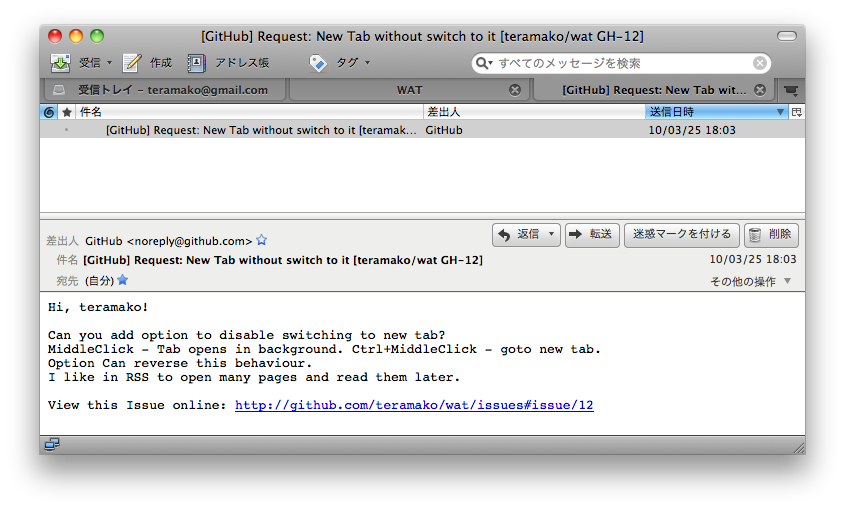 [GitHub] Request: New Tab without switch to it [teramako/wat GH-12]
受信 作成 アドレス帳 タグ すべてのメッセージを検索
受信トレイ – teramako@gmail.com WAT [GitHub] Request: New Tab wit...
件名 差出人 送信日時
[GitHub] Request: New Tab without switch to it [teramak... GitHub 10/03/25 18:03
返信 転送 迷惑マークを付ける 削除
差出人 GitHub <noreply@github.com>
件名 [GitHub] Request: New Tab without switch to it [teramako/wat GH-12] 10/03/25 18:03
宛先 (自分) その他の操作
Hi, teramako!
Can you add option to disable switching to new tab?
MiddleClick - Tab opens in background. Ctrl+MiddleClick - goto new tab.
Option Can reverse this behaviour.
I like in RSS to open many pages and read them later.
View this Issue online: http://github.com/teramako/wat/issues#issue/12